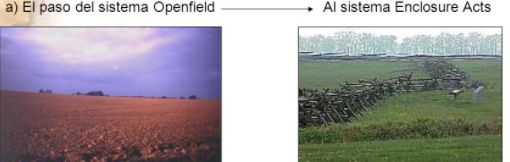 a) El paso del sistema Openfield
Al sistema Enclosure Acts